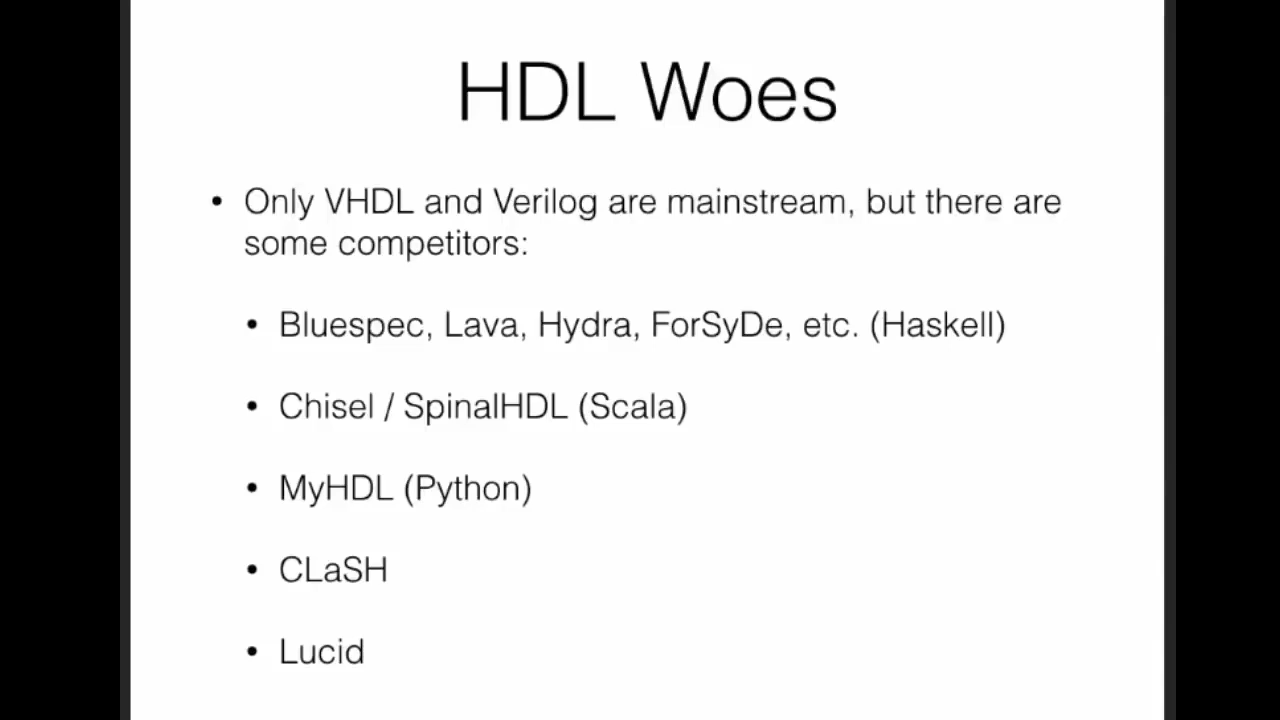 HDL Woes
• Only VHDL and Verilog are mainstream, but there are
some competitors:
• Bluespec, Lava, Hydra, ForSyDe, etc. (Haskell)
• Chisel / SpinalHDL (Scala)
• MyHDL (Python)
• CLaSH
• Lucid